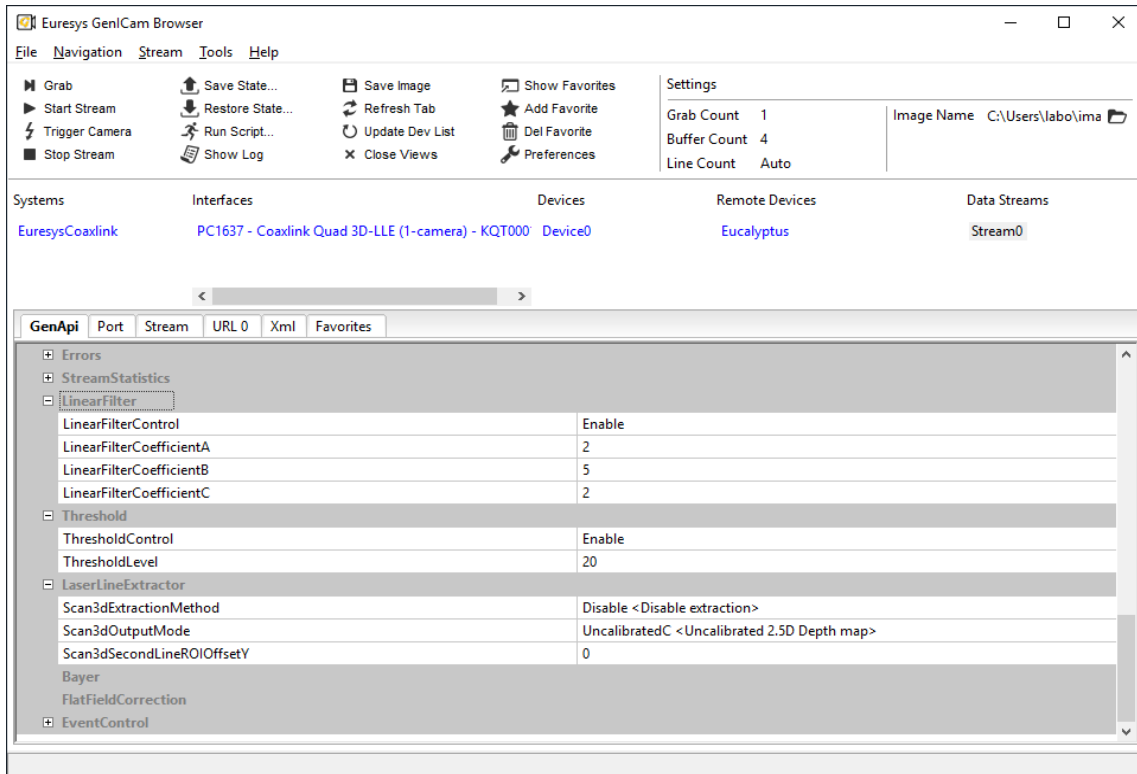 Euresys GenICam Browser
File Navigation Stream Tools Help
Grab Save State... Save Image Show Favorites Settings
Start Stream Restore State... Refresh Tab Add Favorite Grab Count 1 Image Name C:\Users\labo\ima
Trigger Camera Run Script... Update Dev List Del Favorite Buffer Count 4
Stop Stream Show Log Close Views Preferences Line Count Auto
Systems Interfaces Devices Remote Devices Data Streams
EuresysCoaxlink PC1637 - Coaxlink Quad 3D-LLE (1-camera) - KQT000 Device0 Eucalyptus Stream0
GenApi Port Stream URL 0 Xml Favorites
Errors
StreamStatistics
LinearFilter
LinearFilterControl Enable
LinearFilterCoefficientA 2
LinearFilterCoefficientB 5
LinearFilterCoefficientC 2
Threshold
ThresholdControl Enable
ThresholdLevel 20
LaserLineExtractor
Scan3dExtractionMethod Disable <Disable extraction>
Scan3dOutputMode UncalibratedC <Uncalibrated 2.5D Depth map>
Scan3dSecondLineROIOffsetY 0
Bayer
FlatFieldCorrection
EventControl